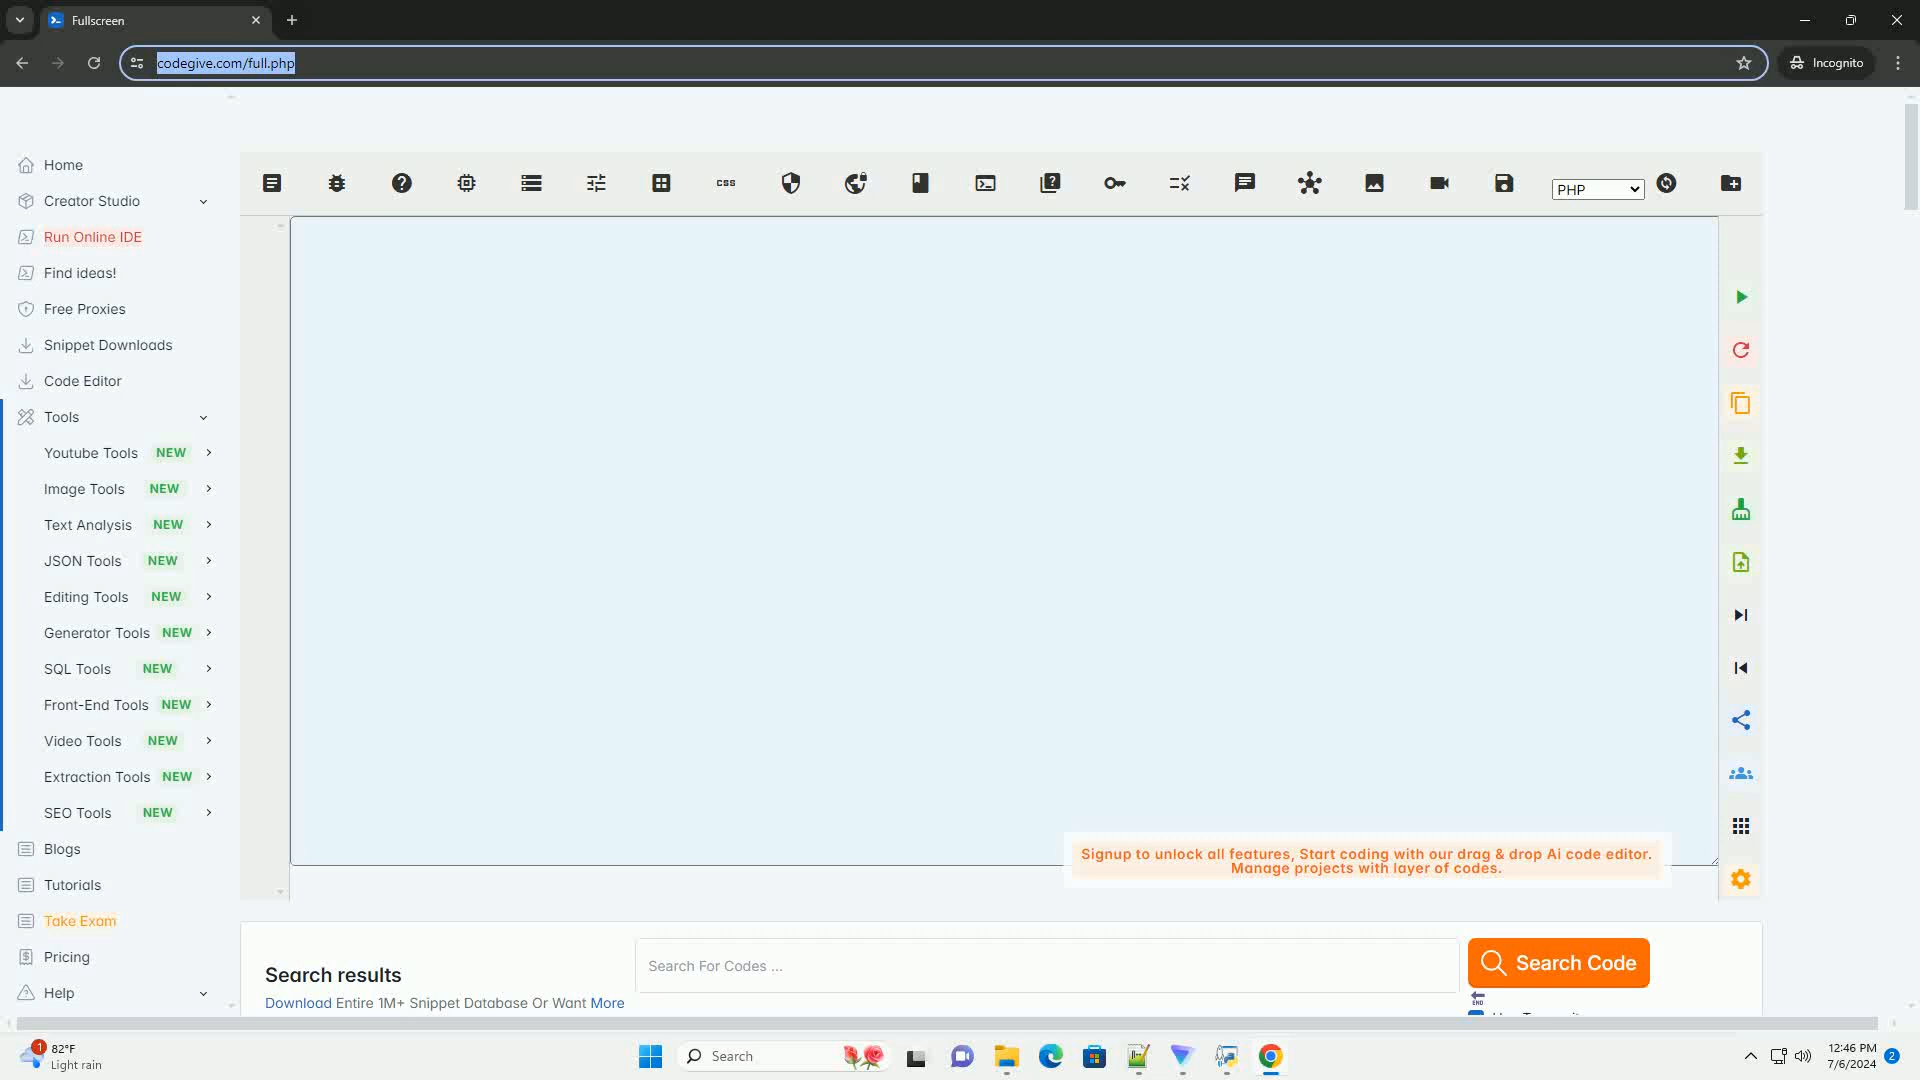 Fullscreen
codegive.com/full.php
Incognito
Home
Creator Studio
Run Online IDE
Find ideas!
Free Proxies
Snippet Downloads
Code Editor
Tools
Youtube Tools NEW
Image Tools NEW
Text Analysis NEW
JSON Tools NEW
Editing Tools NEW
Generator Tools NEW
SQL Tools NEW
Front-End Tools NEW
Video Tools NEW
Extraction Tools NEW
SEO Tools NEW
Blogs
Tutorials
Take Exam
Pricing
Help
CSS
PHP
Signup to unlock all features, Start coding with our drag & drop Ai code editor.
Manage projects with layer of codes.
Search results
Download Entire 1M+ Snippet Database Or Want More
Search For Codes ...
Search Code
END
1
82°F
Light rain
Search
12:46 PM
7/6/2024
2